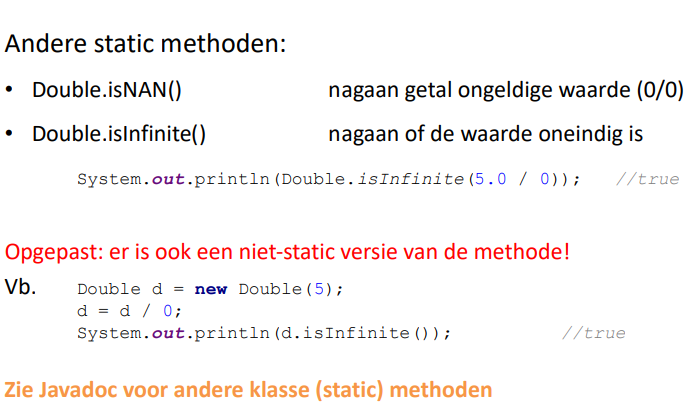 Andere static methoden:
• Double.isNAN() nagaan getal ongeldige waarde (0/0)
• Double.isInfinite() nagaan of de waarde oneindig is
System.out.println(Double.isInfinite(5.0 / 0)); //true
Opgepast: er is ook een niet-static versie van de methode!
Vb. Double d = new Double(5);
d = d / 0;
System.out.println(d.isInfinite()); //true
Zie Javadoc voor andere klasse (static) methoden